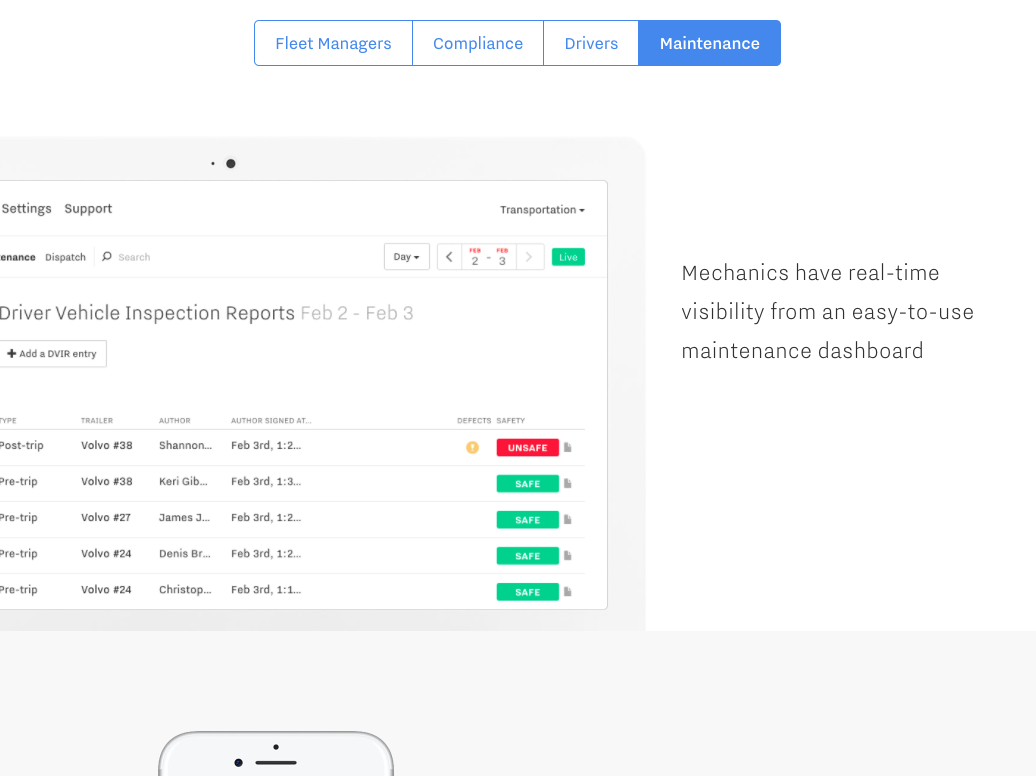 Fleet Managers Compliance Drivers Maintenance
Settings Support Transportation
enance Dispatch Search Day FEB 2 - FEB 3 Live
Driver Vehicle Inspection Reports Feb 2 - Feb 3
Add a DVIR entry
TYPE TRAILER AUTHOR AUTHOR SIGNED AT... DEFECTS SAFETY
Post-trip Volvo #38 Shannon... Feb 3rd, 1:2... UNSAFE
Pre-trip Volvo #38 Keri Gib... Feb 3rd, 1:3... SAFE
Pre-trip Volvo #27 James J... Feb 3rd, 1:2... SAFE
Pre-trip Volvo #24 Denis Br... Feb 3rd, 1:2... SAFE
Pre-trip Volvo #24 Christop... Feb 3rd, 1:1... SAFE
Mechanics have real-time
visibility from an easy-to-use
maintenance dashboard